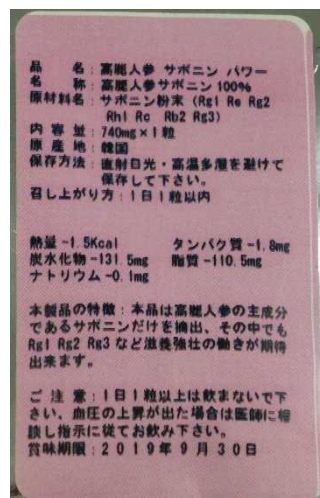 品　　名：高麗人参 サポニン パワー
名　　称：高麗人参サポニン100%
原材料名：サポニン粉末（Rg1 Re Rg2
Rh1 Rc Rb2 Rg3）
内 容 量：740mg×1粒
原 産 地：韓国
保存方法：直射日光・高温多湿を避けて
保存して下さい。
召し上がり方：1日1粒以内
熱量-1.5Kcal　タンパク質-1.8mg
炭水化物-131.5mg　脂質-110.5mg
ナトリウム-0.1mg
本製品の特徴：本品は高麗人参の主成分
であるサポニンだけを抽出、その中でも
Rg1 Rg2 Rg3 など滋養強壮の働きが期待
出来ます。
ご 注 意：1日1粒以上は飲まないで下
さい、血圧の上昇が出た場合は医師に相
談し指示に従てお飲み下さい。
賞味期限：2019年9月30日